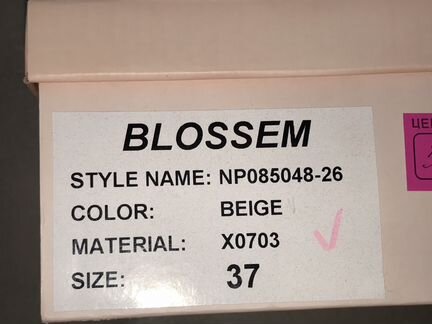 BLOSSEM
STYLE NAME: NP085048-26
COLOR: BEIGE
MATERIAL: X0703
SIZE: 37